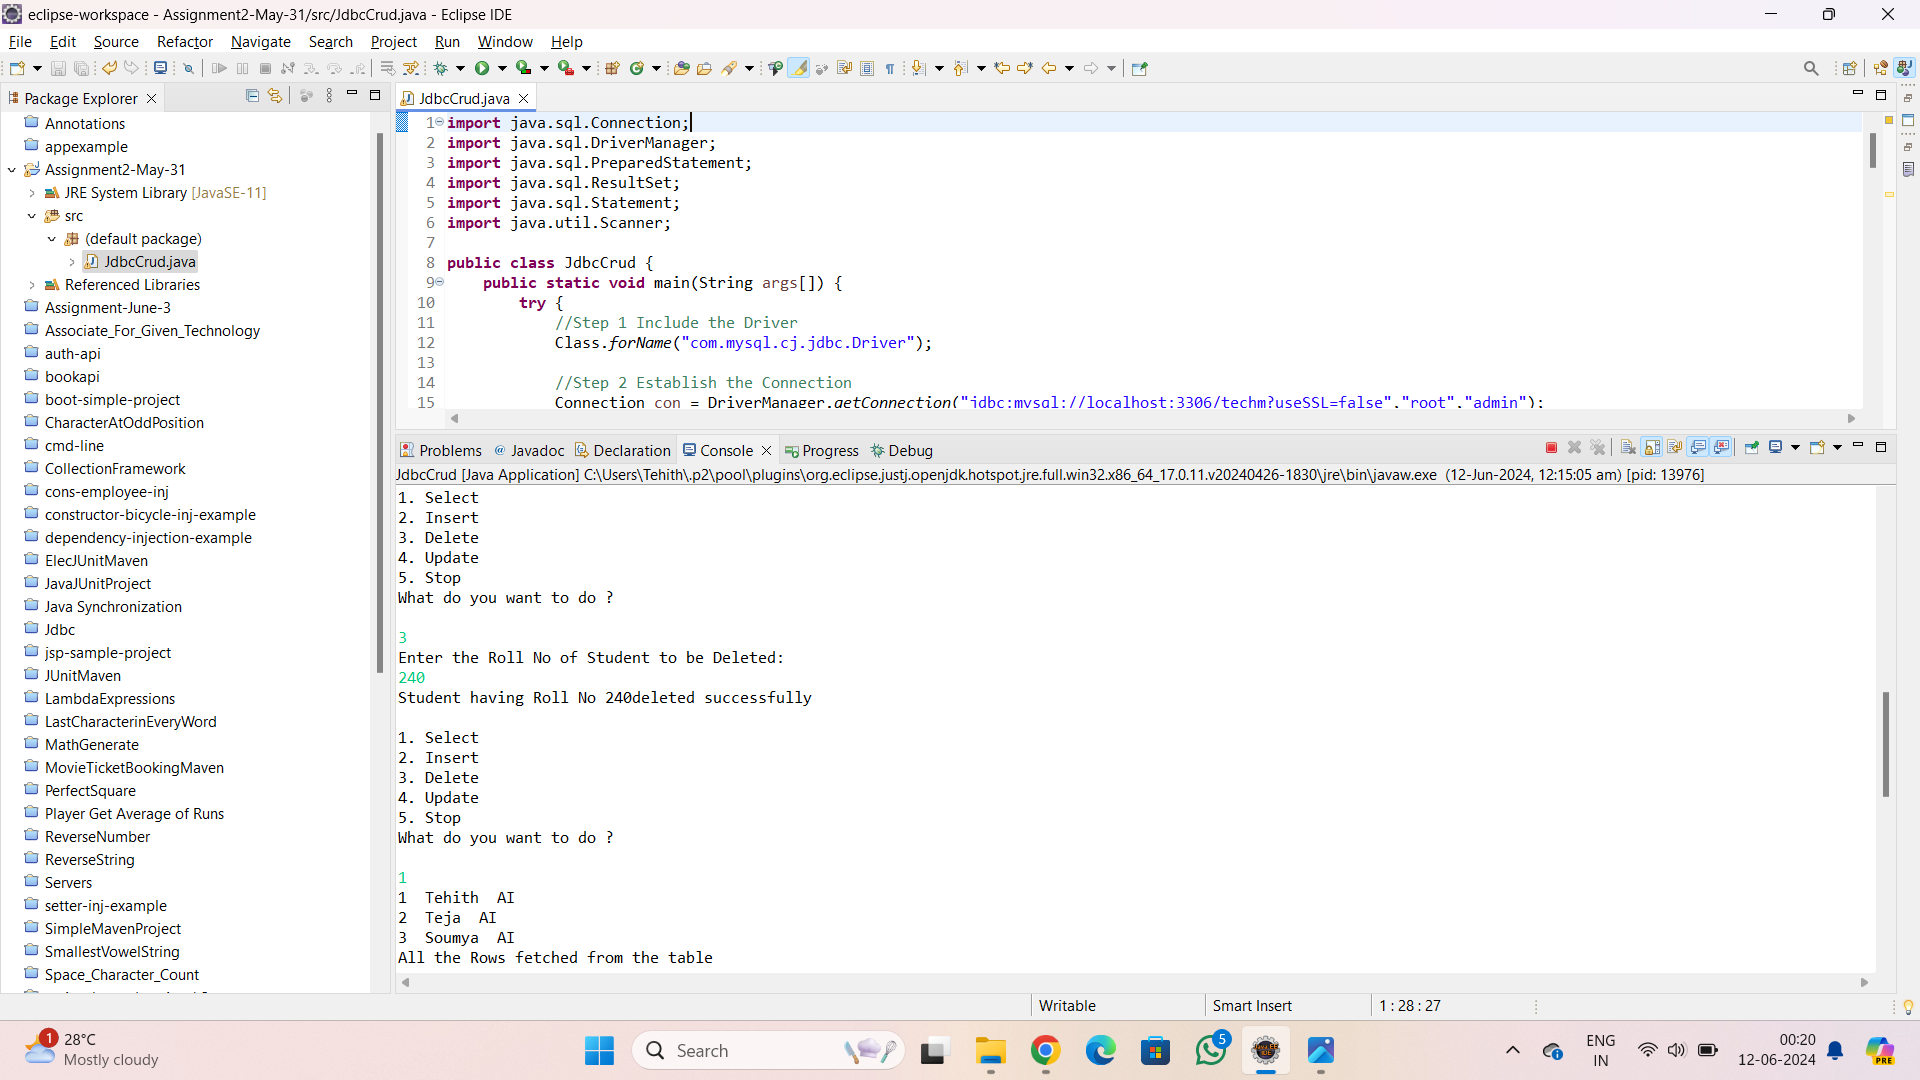 eclipse-workspace - Assignment2-May-31/src/JdbcCrud.java - Eclipse IDE
File Edit Source Refactor Navigate Search Project Run Window Help
Package Explorer
Annotations
appexample
Assignment2-May-31
JRE System Library [JavaSE-11]
src
(default package)
JdbcCrud.java
Referenced Libraries
Assignment-June-3
Associate_For_Given_Technology
auth-api
bookapi
boot-simple-project
CharacterAtOddPosition
cmd-line
CollectionFramework
cons-employee-inj
constructor-bicycle-inj-example
dependency-injection-example
ElecJUnitMaven
JavaJUnitProject
Java Synchronization
Jdbc
jsp-sample-project
JUnitMaven
LambdaExpressions
LastCharacterinEveryWord
MathGenerate
MovieTicketBookingMaven
PerfectSquare
Player Get Average of Runs
ReverseNumber
ReverseString
Servers
setter-inj-example
SimpleMavenProject
SmallestVowelString
Space_Character_Count
JdbcCrud.java
1 import java.sql.Connection;
2 import java.sql.DriverManager;
3 import java.sql.PreparedStatement;
4 import java.sql.ResultSet;
5 import java.sql.Statement;
6 import java.util.Scanner;
7
8 public class JdbcCrud {
9 public static void main(String args[]) {
10 try {
11 //Step 1 Include the Driver
12 Class.forName("com.mysql.cj.jdbc.Driver");
13
14 //Step 2 Establish the Connection
15 Connection con = DriverManager.getConnection("jdbc:mysql://localhost:3306/techm?useSSL=false","root","admin");
Problems Javadoc Declaration Console Progress Debug
JdbcCrud [Java Application] C:\Users\Tehith\.p2\pool\plugins\org.eclipse.justj.openjdk.hotspot.jre.full.win32.x86_64_17.0.11.v20240426-1830\jre\bin\javaw.exe (12-Jun-2024, 12:15:05 am) [pid: 13976]
1. Select
2. Insert
3. Delete
4. Update
5. Stop
What do you want to do ?
3
Enter the Roll No of Student to be Deleted:
240
Student having Roll No 240deleted successfully
1. Select
2. Insert
3. Delete
4. Update
5. Stop
What do you want to do ?
1
1 Tehith AI
2 Teja AI
3 Soumya AI
All the Rows fetched from the table
Writable Smart Insert 1 : 28 : 27
1
28°C
Mostly cloudy
Search
5
PRE
ENG
IN
00:20
12-06-2024